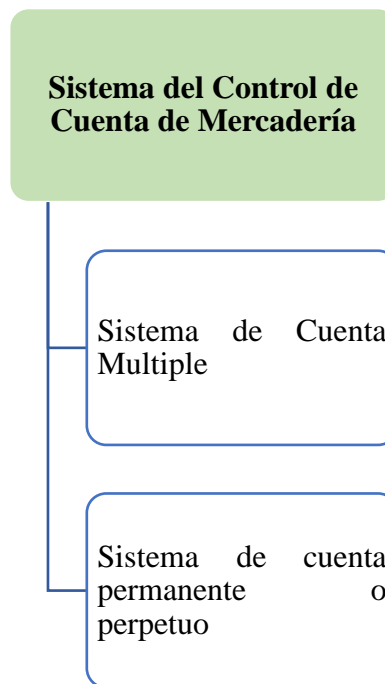 Sistema del Control de
Cuenta de Mercadería
Sistema de Cuenta
Multiple
Sistema de cuenta
permanente o
perpetuo